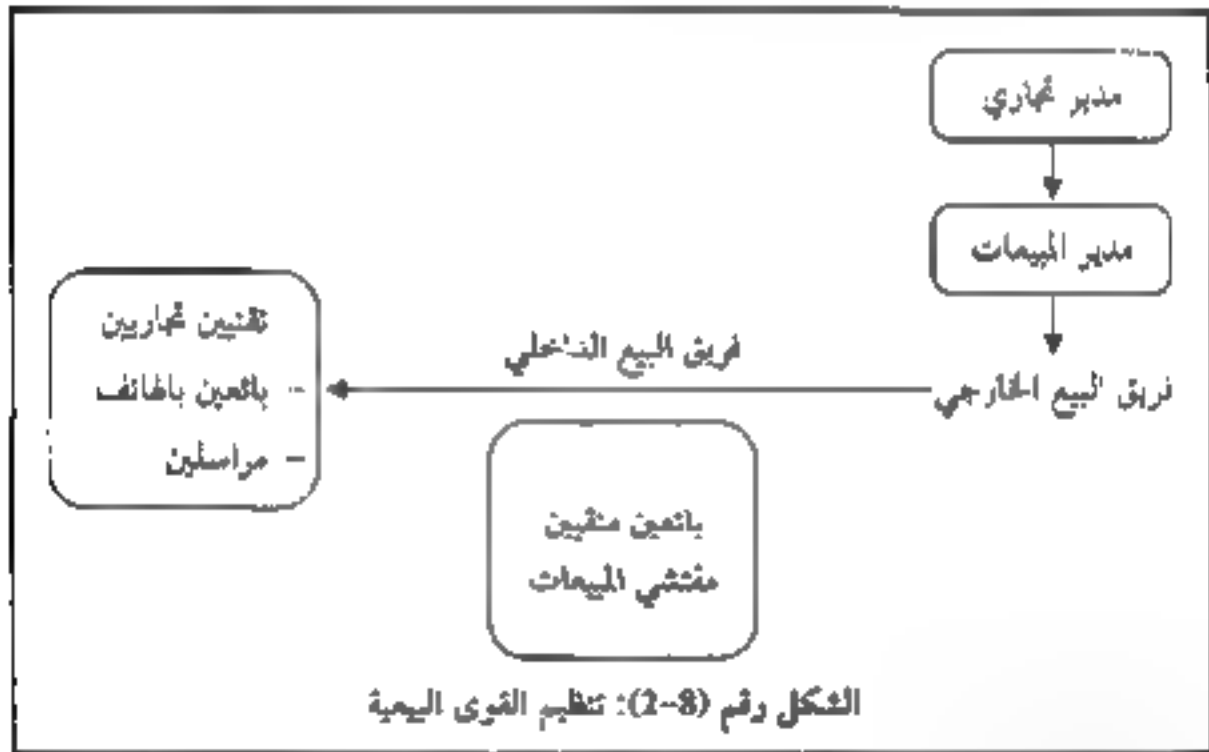 مدير تجاري
مدير المبيعات
فريق البيع الخارجي
فريق البيع الداخلي
تقنيين تجاريين
- بائعين بالهاتف
- مراسلين
بائعين منقبين
مفتشي المبيعات
الشكل رقم (8-2): تنظيم القوى البيعية